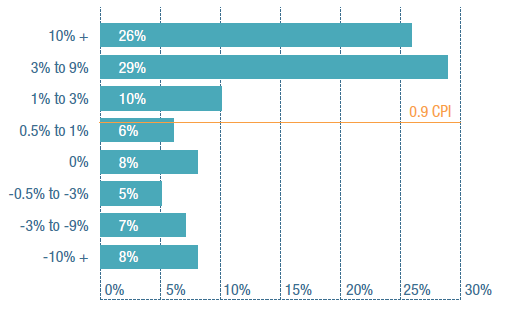 10% + 26%
3% to 9% 29%
1% to 3% 10%
0.9 CPI
0.5% to 1% 6%
0% 8%
-0.5% to -3% 5%
-3% to -9% 7%
-10% + 8%
0% 5% 10% 15% 20% 25% 30%